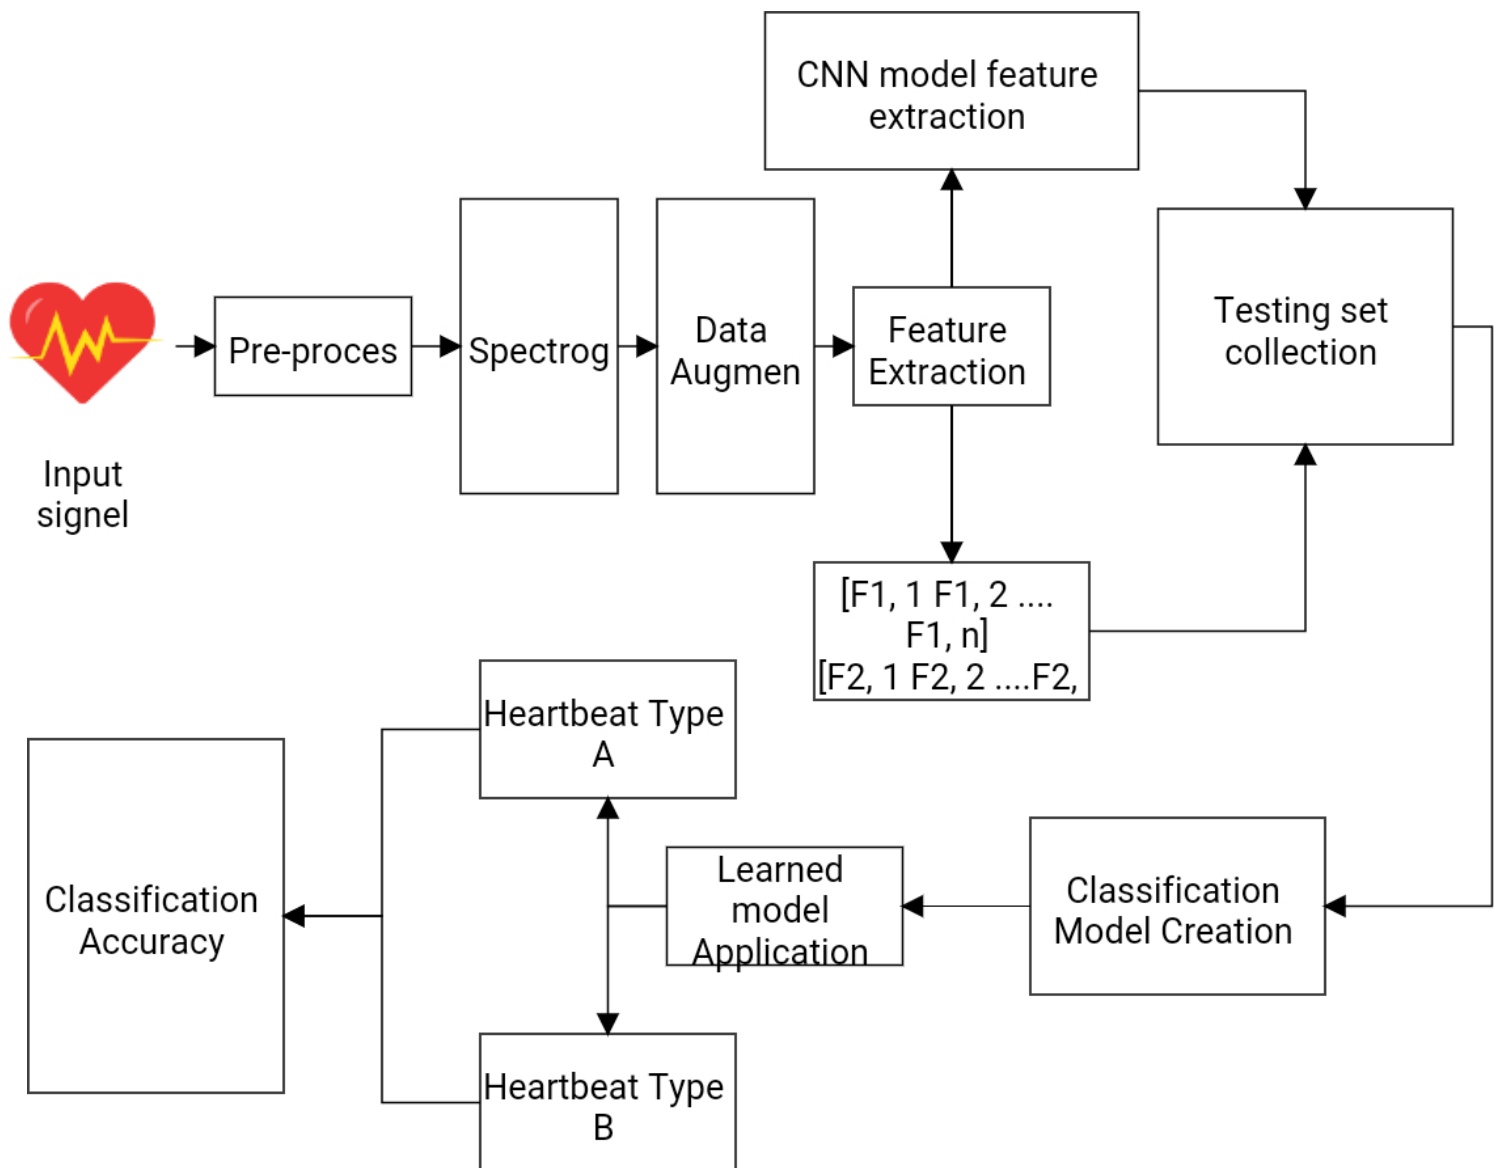 CNN model feature
extraction
Input
signel
Pre-proces
Spectrog
Data
Augmen
Feature
Extraction
Testing set
collection
[F1, 1 F1, 2 ....
F1, n]
[F2, 1 F2, 2 ....F2,
Heartbeat Type
A
Classification
Accuracy
Learned
model
Application
Classification
Model Creation
Heartbeat Type
B